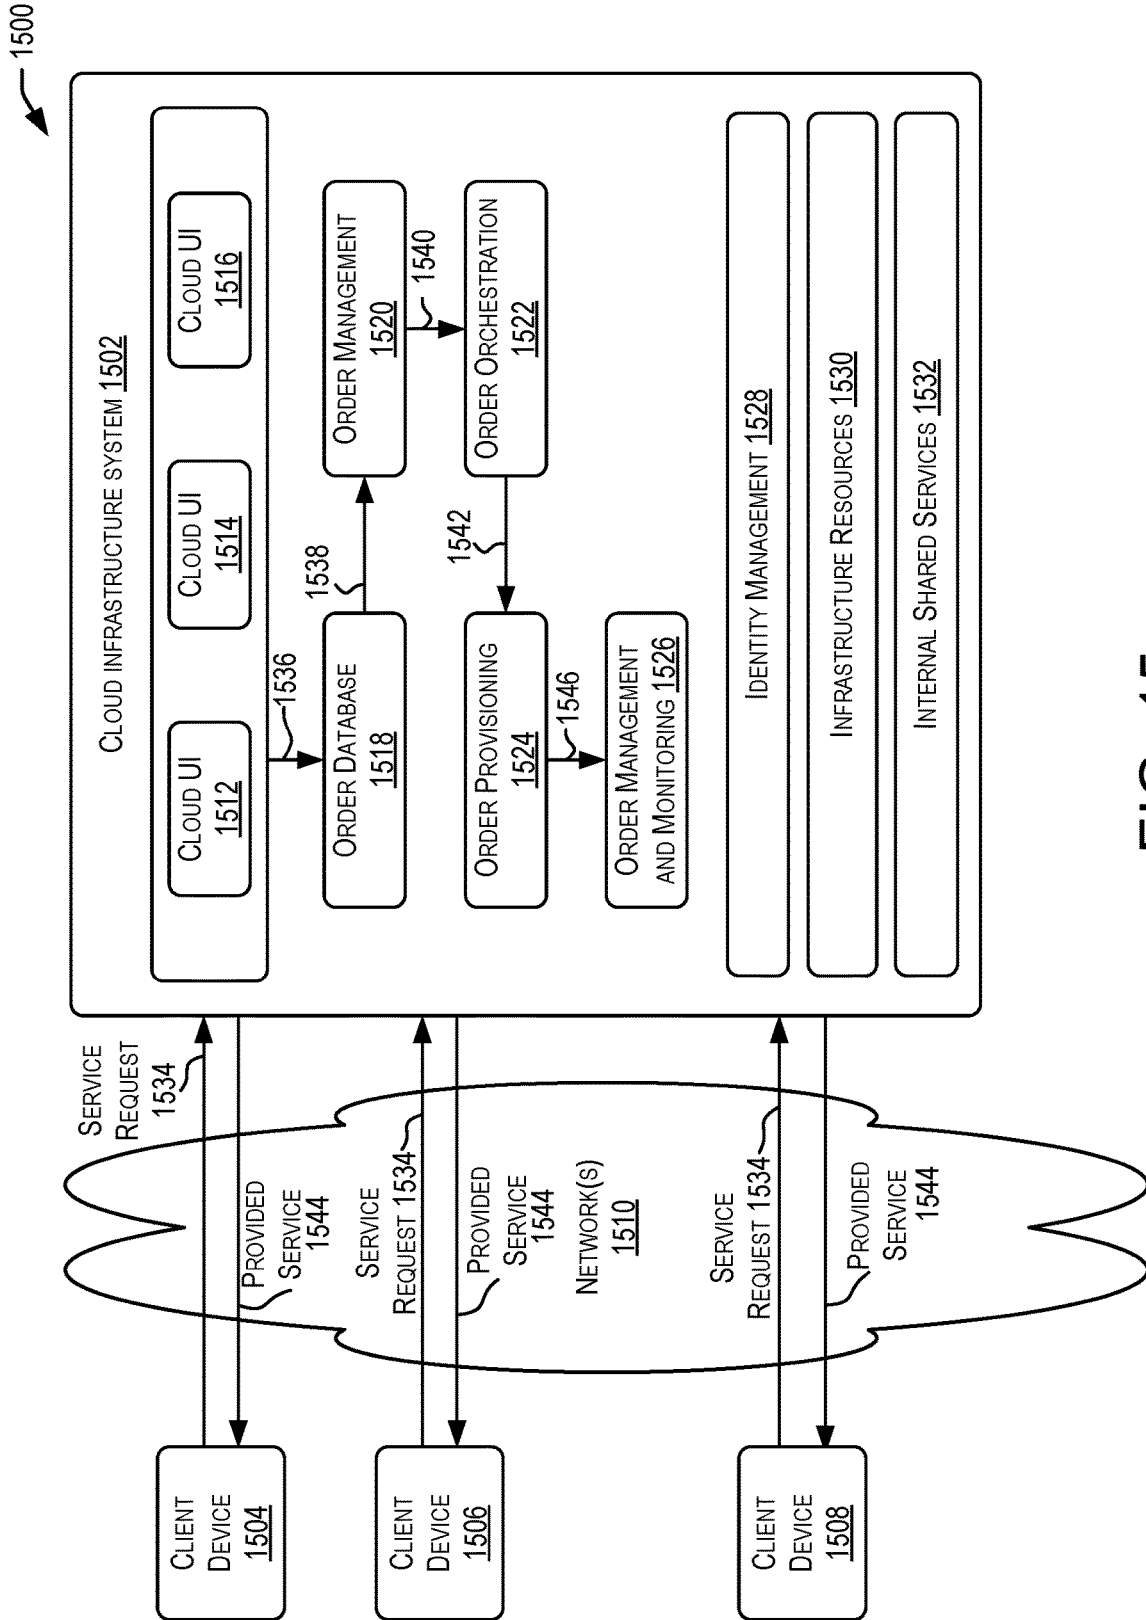 1500
CLOUD INFRASTRUCTURE SYSTEM 1502
CLOUD UI
1512
CLOUD UI
1514
CLOUD UI
1516
1536
ORDER DATABASE
1518
1538
ORDER MANAGEMENT
1520
1540
ORDER PROVISIONING
1524
1542
ORDER ORCHESTRATION
1522
1546
ORDER MANAGEMENT
AND MONITORING 1526
IDENTITY MANAGEMENT 1528
INFRASTRUCTURE RESOURCES 1530
INTERNAL SHARED SERVICES 1532
CLIENT
DEVICE
1504
SERVICE
REQUEST
1534
PROVIDED
SERVICE
1544
CLIENT
DEVICE
1506
SERVICE
REQUEST 1534
PROVIDED
SERVICE
1544
NETWORK(S)
1510
CLIENT
DEVICE
1508
SERVICE
REQUEST 1534
PROVIDED
SERVICE
1544